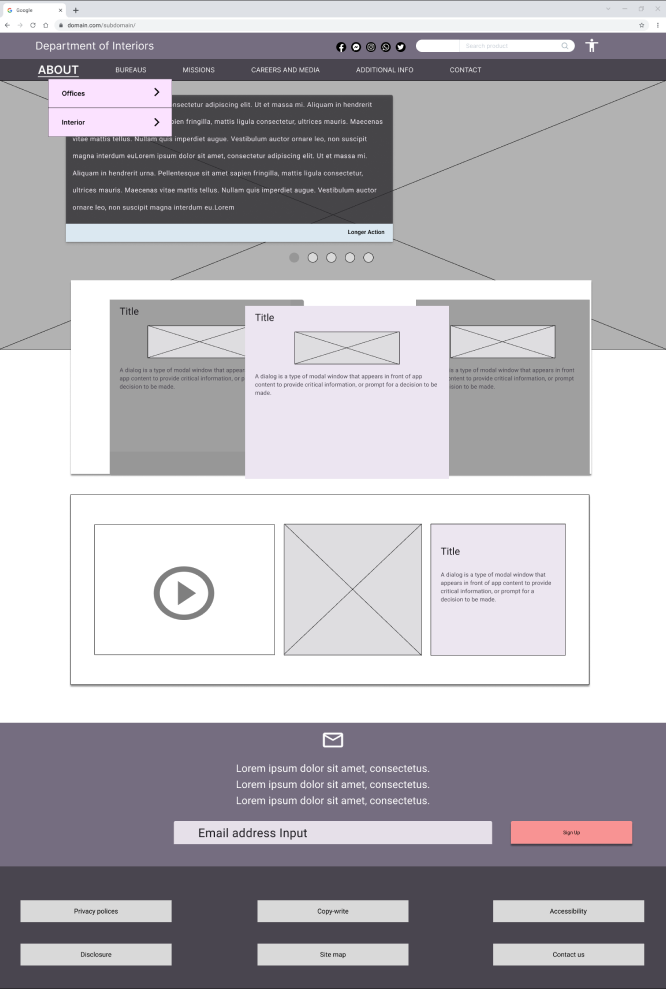 Google
domain.com/subdomain/
Department of Interiors
Search product
ABOUT
BUREAUS
MISSIONS
CAREERS AND MEDIA
ADDITIONAL INFO
CONTACT
Offices
Interior
nsectetur adipiscing elit. Ut et massa mi. Aliquam in hendrerit
pien fringilla, mattis ligula consectetur, ultrices mauris. Maecenas
vitae mattis tellus. Nullam quis imperdiet augue. Vestibulum auctor ornare leo, non suscipit
magna interdum euLorem ipsum dolor sit amet, consectetur adipiscing elit. Ut et massa mi.
Aliquam in hendrerit urna. Pellentesque sit amet sapien fringilla, mattis ligula consectetur,
ultrices mauris. Maecenas vitae mattis tellus. Nullam quis imperdiet augue. Vestibulum auctor
ornare leo, non suscipit magna interdum eu.Lorem
Longer Action
Title
A dialog is a type of modal window that appear
app content to provide critical information, or p
decision to be made.
Title
A dialog is a type of modal window that appears in front of app
content to provide critical information, or prompt for a decision to be
made.
is a type of modal window that appears in front
ntent to provide critical information, or prompt
ision to be made.
Title
A dialog is a type of modal window that
appears in front of app content to provide
critical information, or prompt for a
decision to be made.
Lorem ipsum dolor sit amet, consectetus.
Lorem ipsum dolor sit amet, consectetus.
Lorem ipsum dolor sit amet, consectetus.
Email address Input
Sign Up
Privacy polices
Copy-write
Accessibility
Disclosure
Site map
Contact us